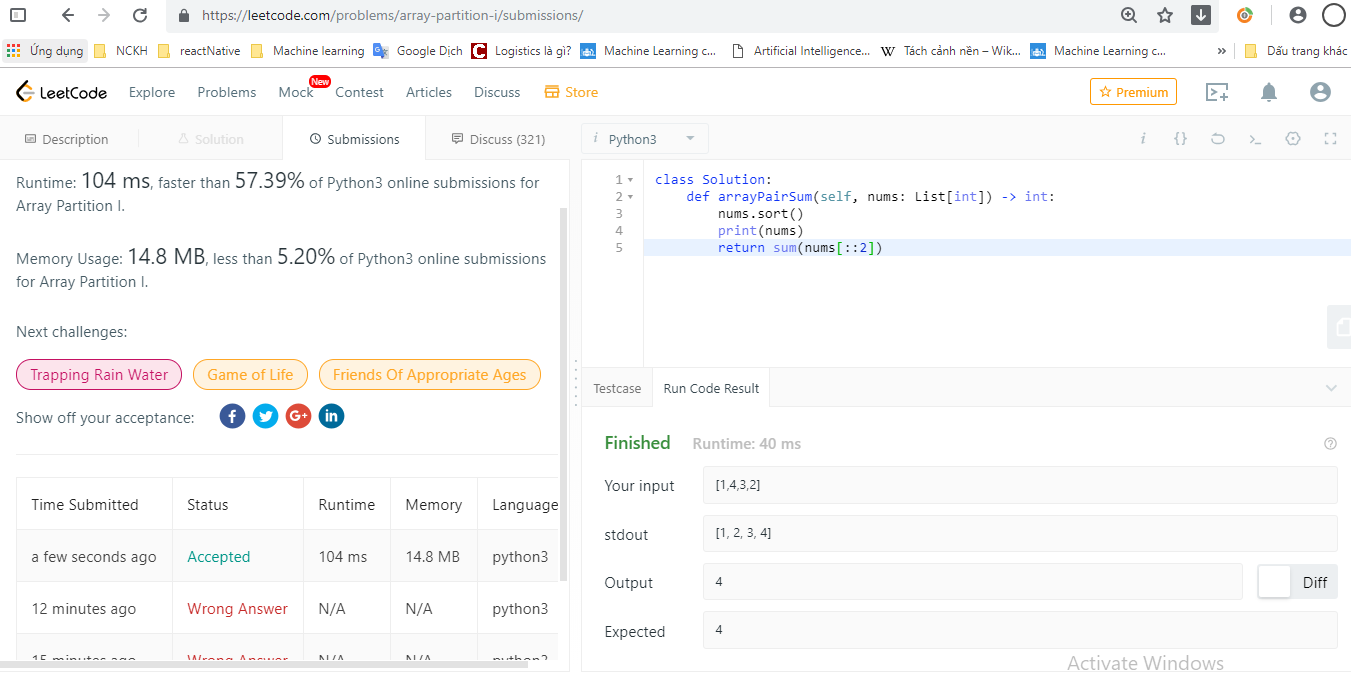 https://leetcode.com/problems/array-partition-i/submissions/
Ứng dụng NCKH reactNative Machine learning Google Dịch Logistics là gì? Machine Learning c... Artificial Intelligence... Tách cảnh nền – Wik... Machine Learning c... » Dấu trang khác
LeetCode Explore Problems Mock New Contest Articles Discuss Store Premium
Description Solution Submissions Discuss (321)
Runtime: 104 ms, faster than 57.39% of Python3 online submissions for
Array Partition I.
Memory Usage: 14.8 MB, less than 5.20% of Python3 online submissions
for Array Partition I.
Next challenges:
Trapping Rain Water Game of Life Friends Of Appropriate Ages
Show off your acceptance:
Time Submitted Status Runtime Memory Language
a few seconds ago Accepted 104 ms 14.8 MB python3
12 minutes ago Wrong Answer N/A N/A python3
15 minutes ago Wrong Answer N/A N/A python3
i Python3
1 class Solution:
2 def arrayPairSum(self, nums: List[int]) -> int:
3 nums.sort()
4 print(nums)
5 return sum(nums[::2])
Testcase Run Code Result
Finished Runtime: 40 ms
Your input [1,4,3,2]
stdout [1, 2, 3, 4]
Output 4 Diff
Expected 4
Activate Windows